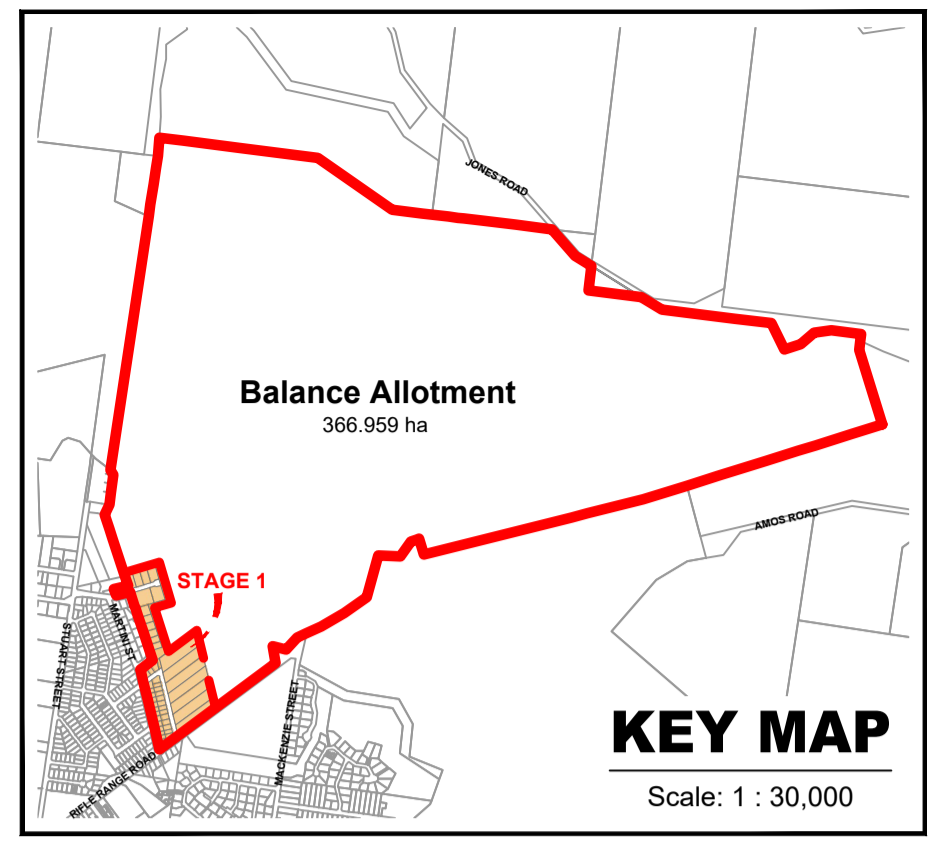 JONES ROAD
Balance Allotment
366.959 ha
AMOS ROAD
STAGE 1
MARTINI ST
STUART STREET
MACKENZIE STREET
RIFLE RANGE ROAD
KEY MAP
Scale: 1 : 30,000